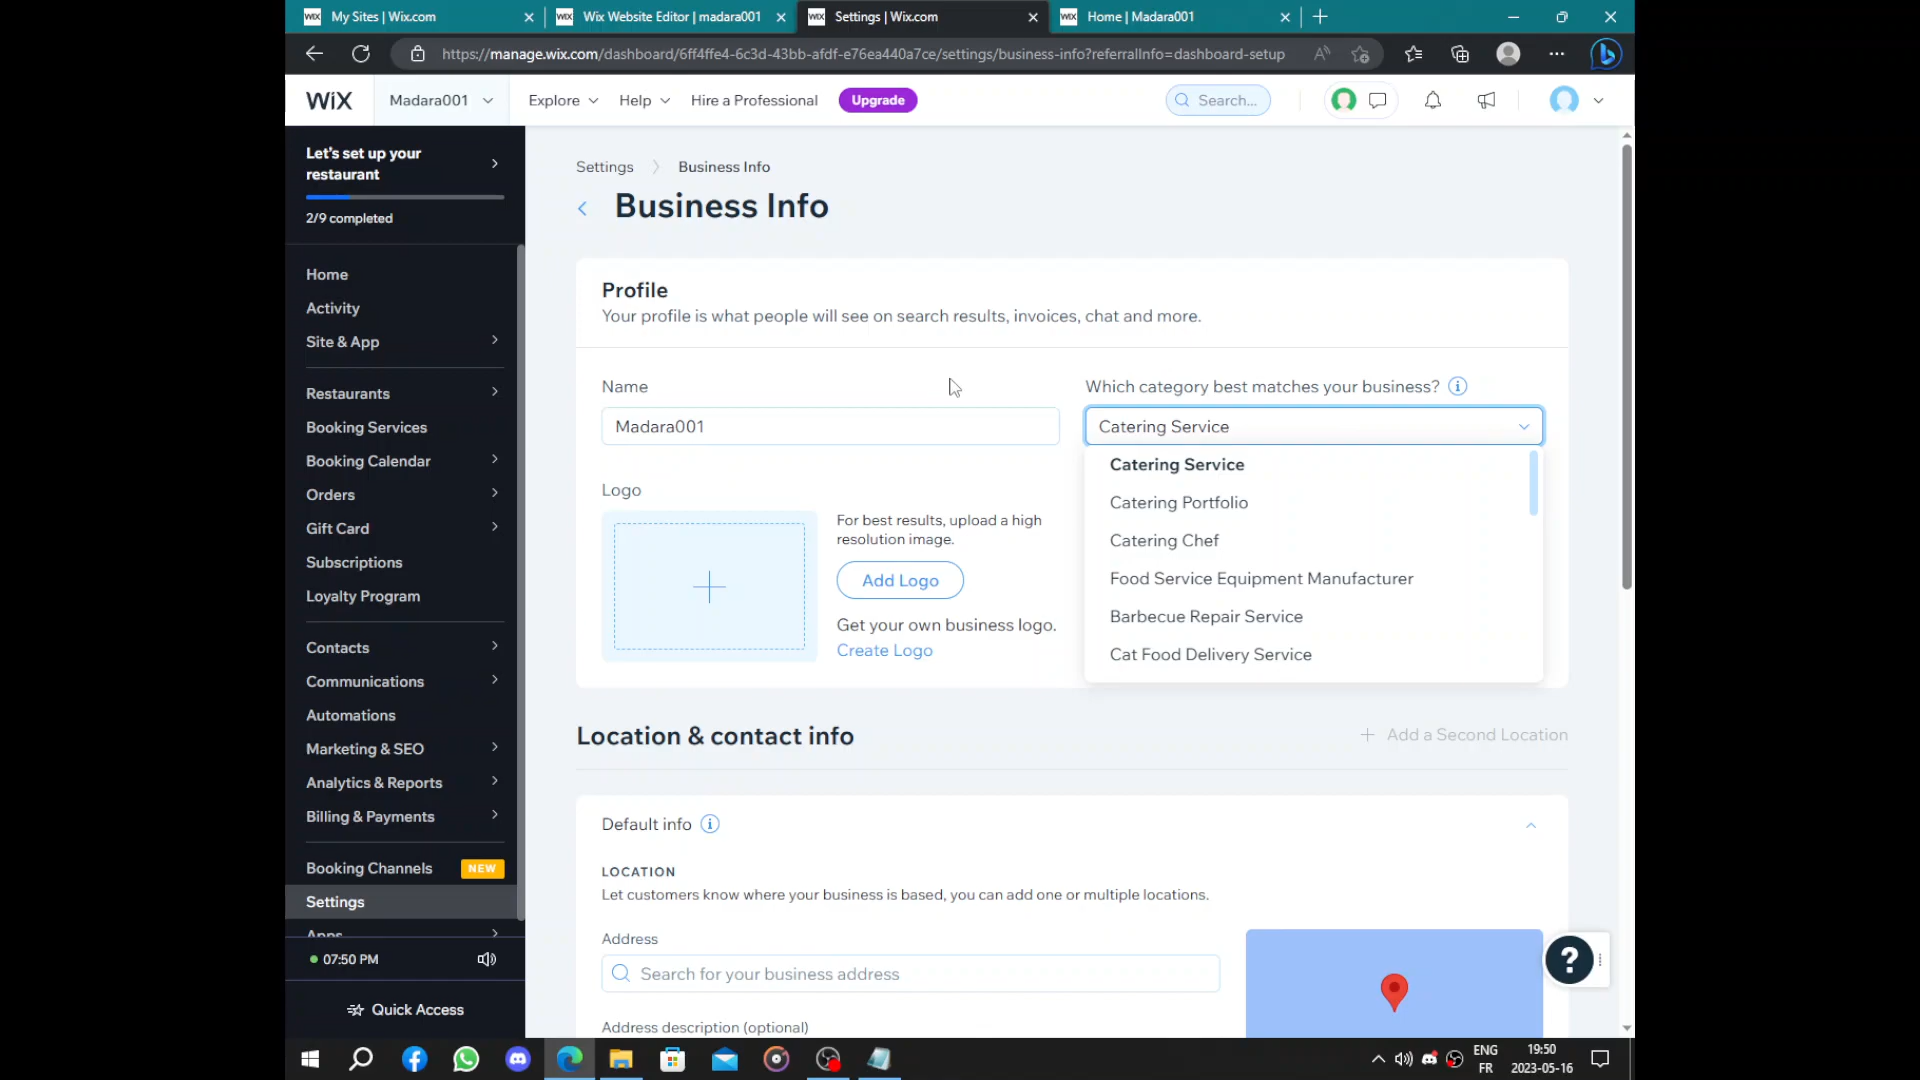 WIX My Sites | Wix.com
WIX Wix Website Editor | madara001
WIX Settings | Wix.com
WIX Home | Madara001
https://manage.wix.com/dashboard/6ff4ffe4-6c3d-43bb-afdf-e76ea440a7ce/settings/business-info?referralInfo=dashboard-setup
WiX
Madara001
Explore
Help
Hire a Professional
Upgrade
Search...
Let's set up your
restaurant
2/9 completed
Home
Activity
Site & App
Restaurants
Booking Services
Booking Calendar
Orders
Gift Card
Subscriptions
Loyalty Program
Contacts
Communications
Automations
Marketing & SEO
Analytics & Reports
Billing & Payments
Booking Channels NEW
Settings
Apps
07:50 PM
Quick Access
Settings > Business Info
Business Info
Profile
Your profile is what people will see on search results, invoices, chat and more.
Name
Madara001
Logo
For best results, upload a high
resolution image.
Add Logo
Get your own business logo.
Create Logo
Which category best matches your business?
Catering Service
Catering Service
Catering Portfolio
Catering Chef
Food Service Equipment Manufacturer
Barbecue Repair Service
Cat Food Delivery Service
Location & contact info
+ Add a Second Location
Default info
LOCATION
Let customers know where your business is based, you can add one or multiple locations.
Address
Search for your business address
Address description (optional)
?
ENG
FR
19:50
2023-05-16